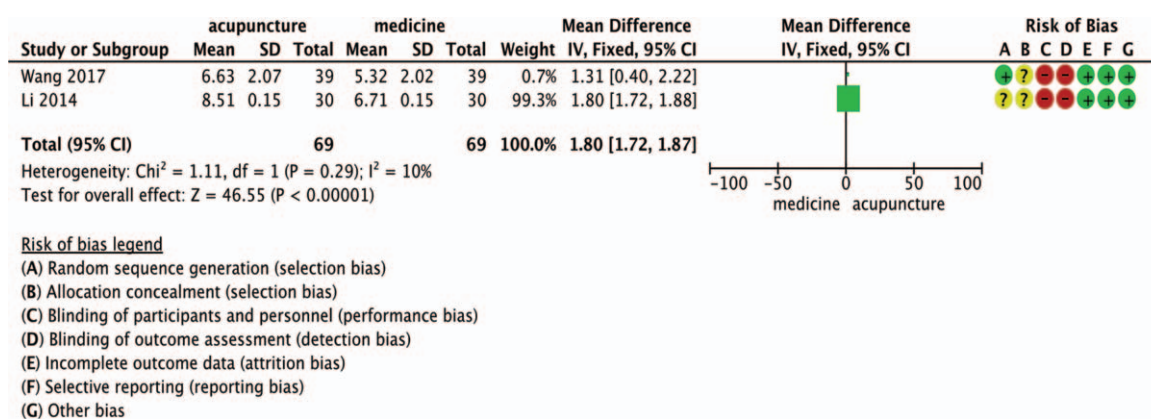 acupuncture medicine Mean Difference Mean Difference Risk of Bias
Study or Subgroup Mean SD Total Mean SD Total Weight IV, Fixed, 95% CI IV, Fixed, 95% CI A B C D E F G
Wang 2017 6.63 2.07 39 5.32 2.02 39 0.7% 1.31 [0.40, 2.22] + ? - - + + +
Li 2014 8.51 0.15 30 6.71 0.15 30 99.3% 1.80 [1.72, 1.88] ? ? - - + + +
Total (95% CI) 69 69 100.0% 1.80 [1.72, 1.87]
Heterogeneity: Chi² = 1.11, df = 1 (P = 0.29); I² = 10%
Test for overall effect: Z = 46.55 (P < 0.00001)
-100 -50 0 50 100
medicine acupuncture
Risk of bias legend
(A) Random sequence generation (selection bias)
(B) Allocation concealment (selection bias)
(C) Blinding of participants and personnel (performance bias)
(D) Blinding of outcome assessment (detection bias)
(E) Incomplete outcome data (attrition bias)
(F) Selective reporting (reporting bias)
(G) Other bias